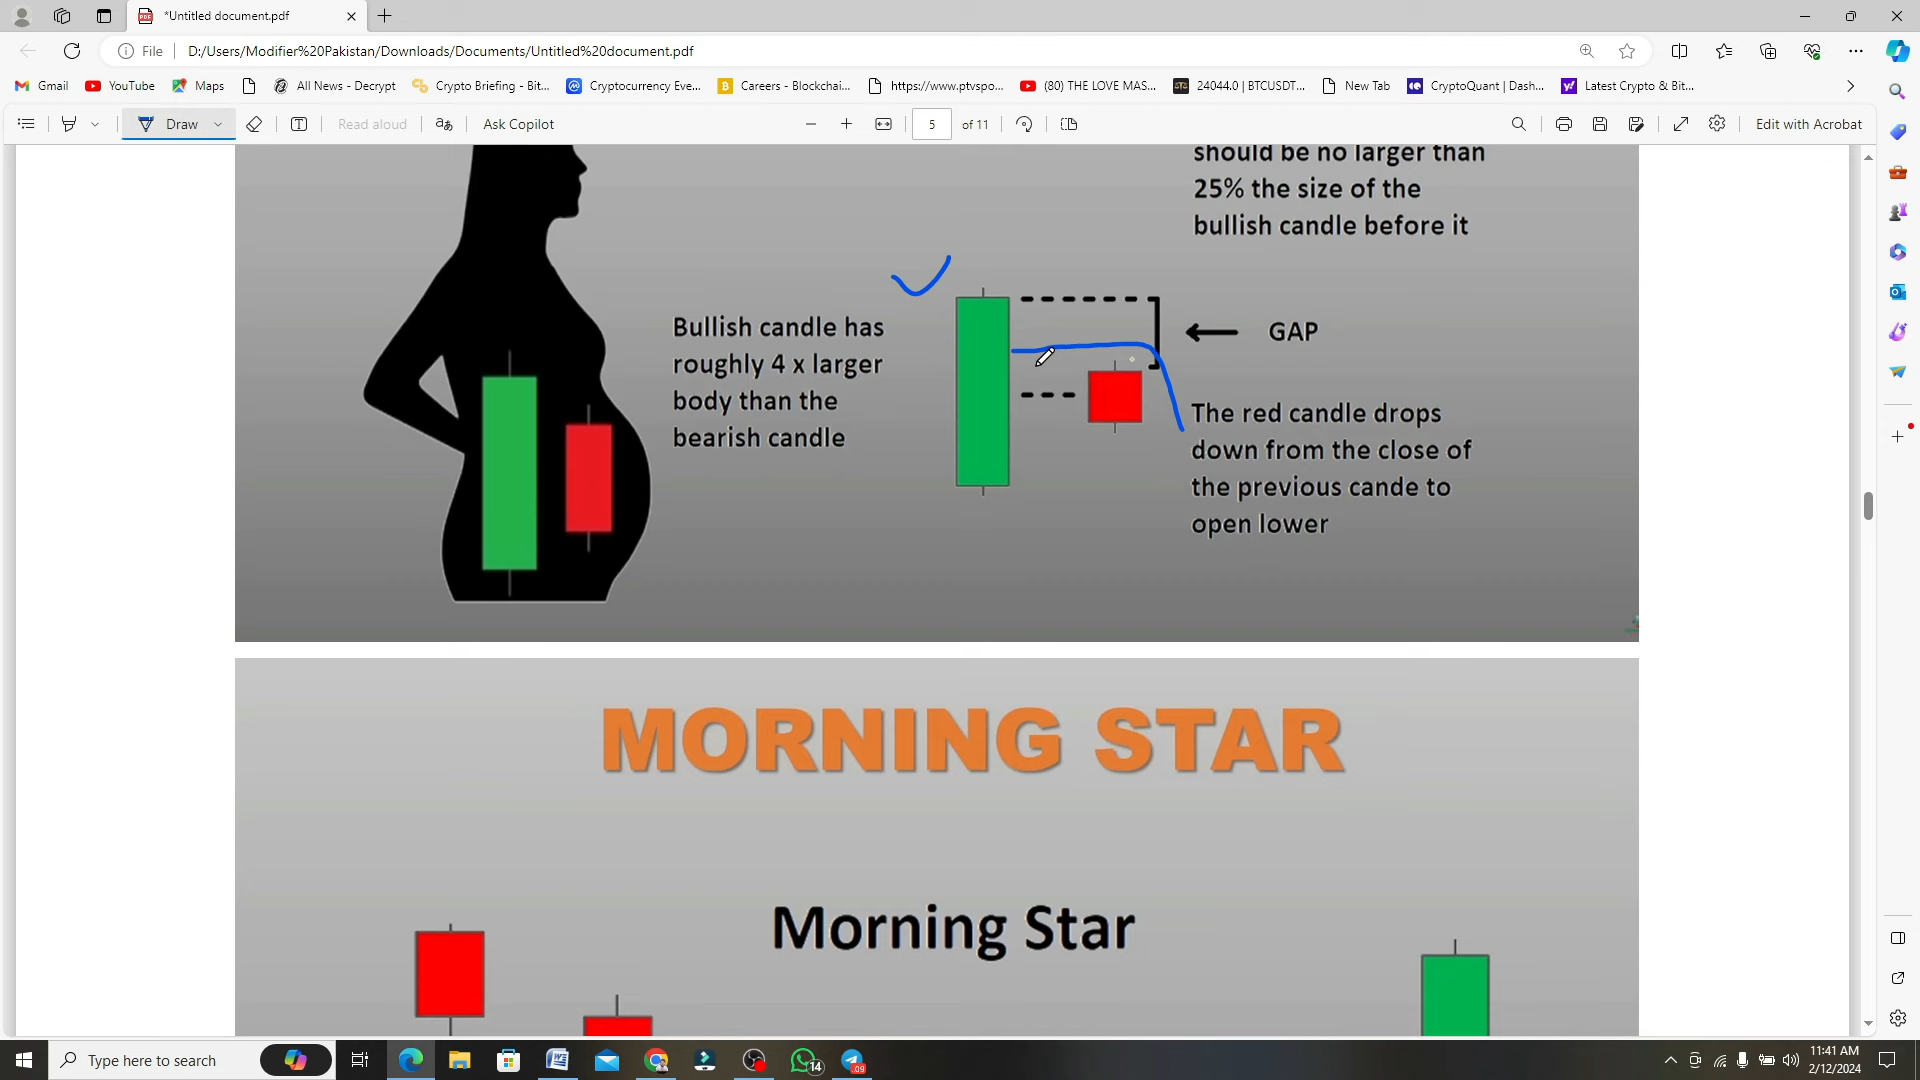 *Untitled document.pdf
File
D:/Users/Modifier%20Pakistan/Downloads/Documents/Untitled%20document.pdf
Gmail
YouTube
Maps
All News - Decrypt
Crypto Briefing - Bit...
Cryptocurrency Eve...
Careers - Blockchai...
https://www.ptvspo...
(80) THE LOVE MAS...
24044.0 | BTCUSDT...
New Tab
CryptoQuant | Dash...
Latest Crypto & Bit...
Draw
Read aloud
Ask Copilot
5
of 11
Edit with Acrobat
should be no larger than
25% the size of the
bullish candle before it
Bullish candle has
roughly 4 x larger
body than the
bearish candle
GAP
The red candle drops
down from the close of
the previous cande to
open lower
MORNING STAR
Morning Star
Type here to search
14
.09
11:41 AM
2/12/2024